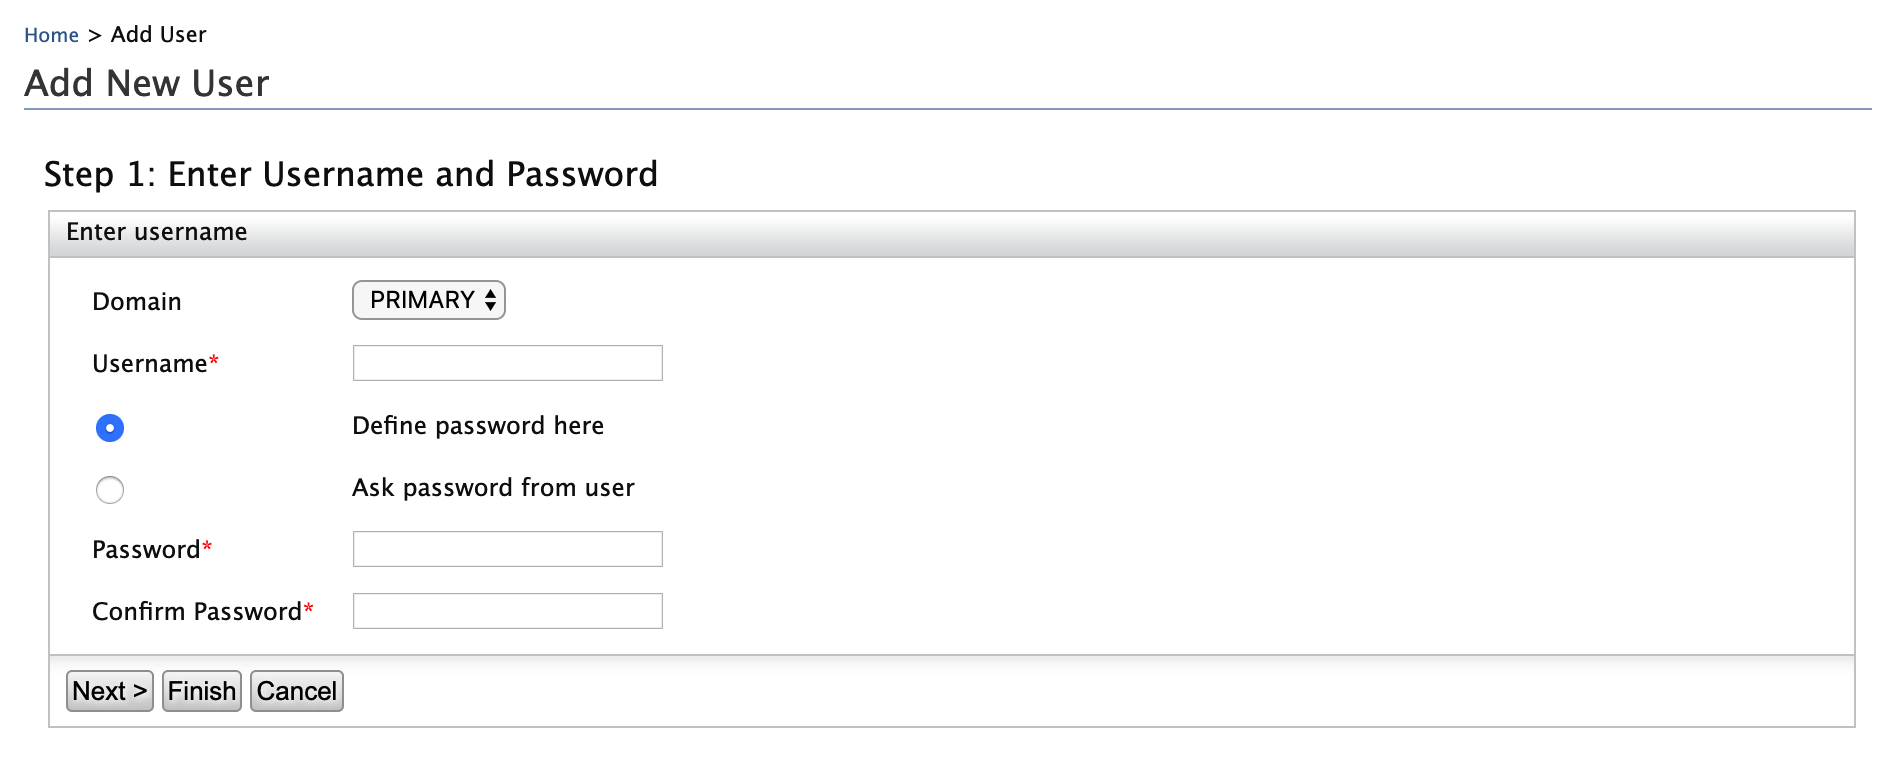 Home > Add User
Add New User
Step 1: Enter Username and Password
Enter username
Domain PRIMARY
Username*
Define password here
Ask password from user
Password*
Confirm Password*
Next > Finish Cancel